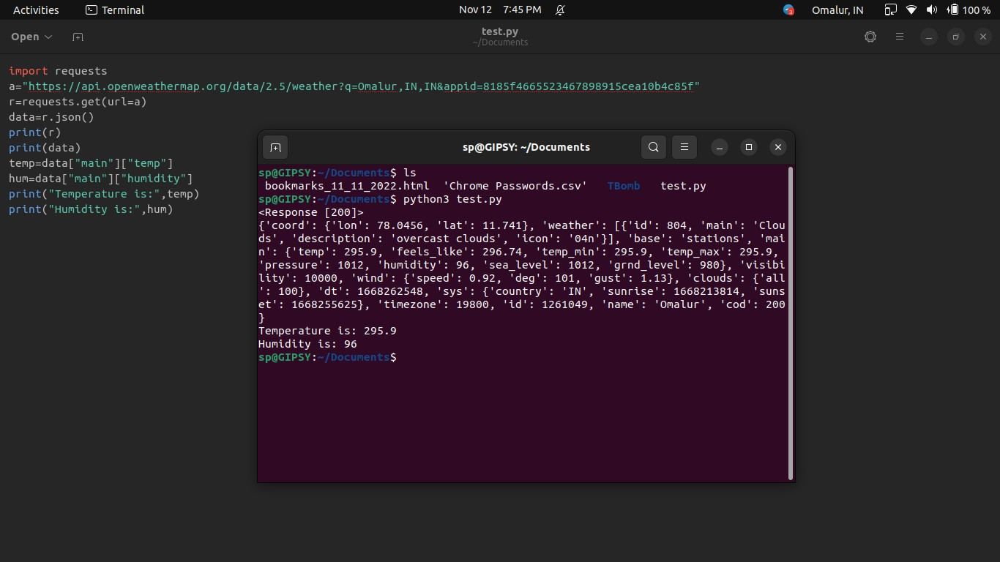 Activities Terminal Nov 12 7:45 PM 3 Omalur, IN 100 %
Open test.py
~/Documents
import requests
a="https://api.openweathermap.org/data/2.5/weather?q=Omalur,IN,IN&appid=8185f4665523467898915cea10b4c85f"
r=requests.get(url=a)
data=r.json()
print(r)
print(data)
temp=data["main"]["temp"]
hum=data["main"]["humidity"]
print("Temperature is:",temp)
print("Humidity is:",hum)
sp@GIPSY: ~/Documents
sp@GIPSY:~/Documents$ ls
bookmarks_11_11_2022.html 'Chrome Passwords.csv' TBomb test.py
sp@GIPSY:~/Documents$ python3 test.py
<Response [200]>
{'coord': {'lon': 78.0456, 'lat': 11.741}, 'weather': [{'id': 804, 'main': 'Clou
ds', 'description': 'overcast clouds', 'icon': '04n'}], 'base': 'stations', 'mai
n': {'temp': 295.9, 'feels_like': 296.74, 'temp_min': 295.9, 'temp_max': 295.9,
'pressure': 1012, 'humidity': 96, 'sea_level': 1012, 'grnd_level': 980}, 'visibi
lity': 10000, 'wind': {'speed': 0.92, 'deg': 101, 'gust': 1.13}, 'clouds': {'all
': 100}, 'dt': 1668262548, 'sys': {'country': 'IN', 'sunrise': 1668213814, 'suns
et': 1668255625}, 'timezone': 19800, 'id': 1261049, 'name': 'Omalur', 'cod': 200
}
Temperature is: 295.9
Humidity is: 96
sp@GIPSY:~/Documents$